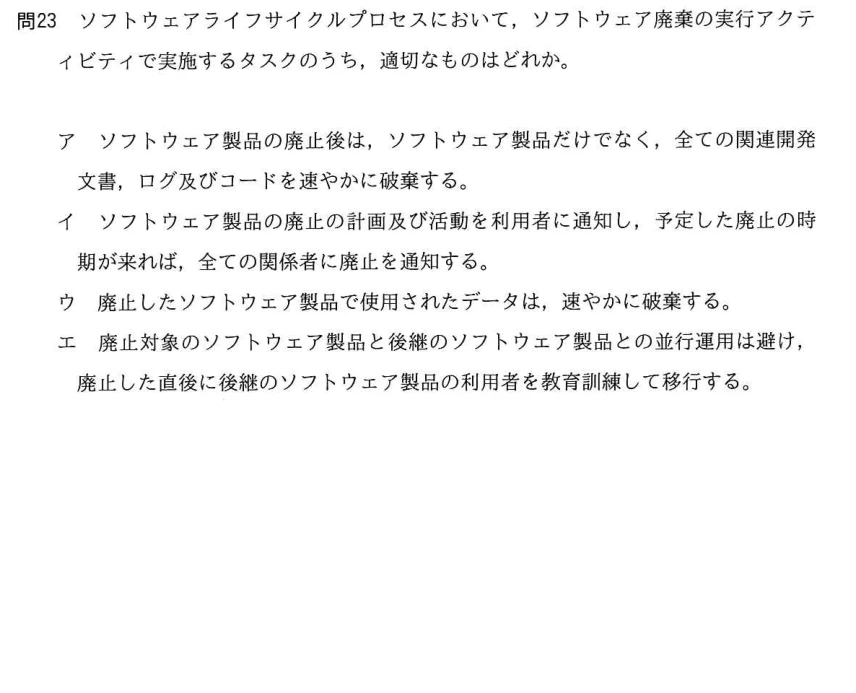 問23 ソフトウェアライフサイクルプロセスにおいて，ソフトウェア廃棄の実行アクテ
ィビティで実施するタスクのうち，適切なものはどれか。
ア ソフトウェア製品の廃止後は，ソフトウェア製品だけでなく，全ての関連開発
文書，ログ及びコードを速やかに破棄する。
イ ソフトウェア製品の廃止の計画及び活動を利用者に通知し，予定した廃止の時
期が来れば，全ての関係者に廃止を通知する。
ウ 廃止したソフトウェア製品で使用されたデータは，速やかに破棄する。
エ 廃止対象のソフトウェア製品と後継のソフトウェア製品との並行運用は避け，
廃止した直後に後継のソフトウェア製品の利用者を教育訓練して移行する。